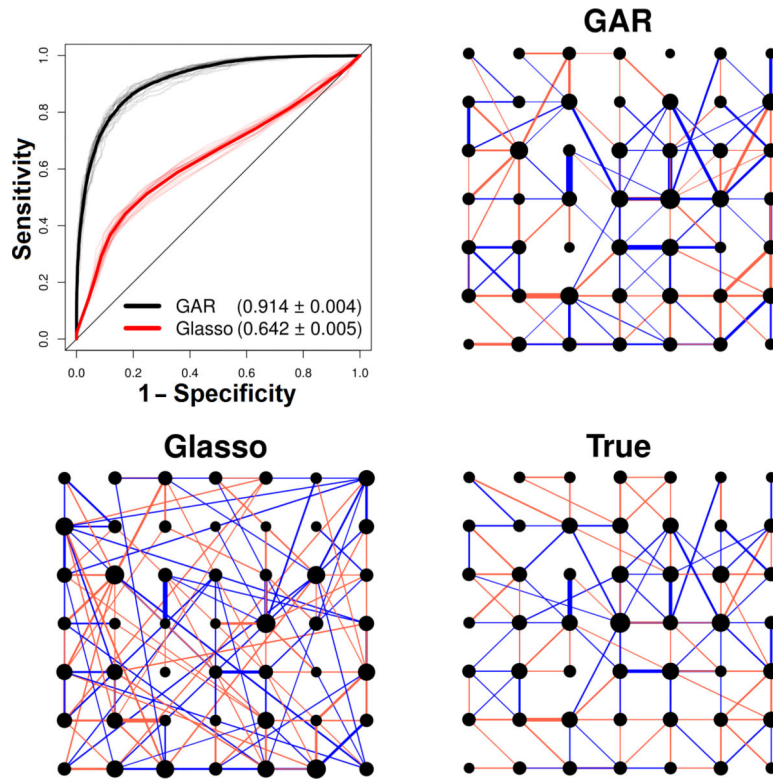 GAR
Sensitivity
1.0
0.8
0.6
0.4
0.2
0.0
GAR (0.914 ± 0.004)
Glasso (0.642 ± 0.005)
0.0 0.2 0.4 0.6 0.8 1.0
1 – Specificity
Glasso
True